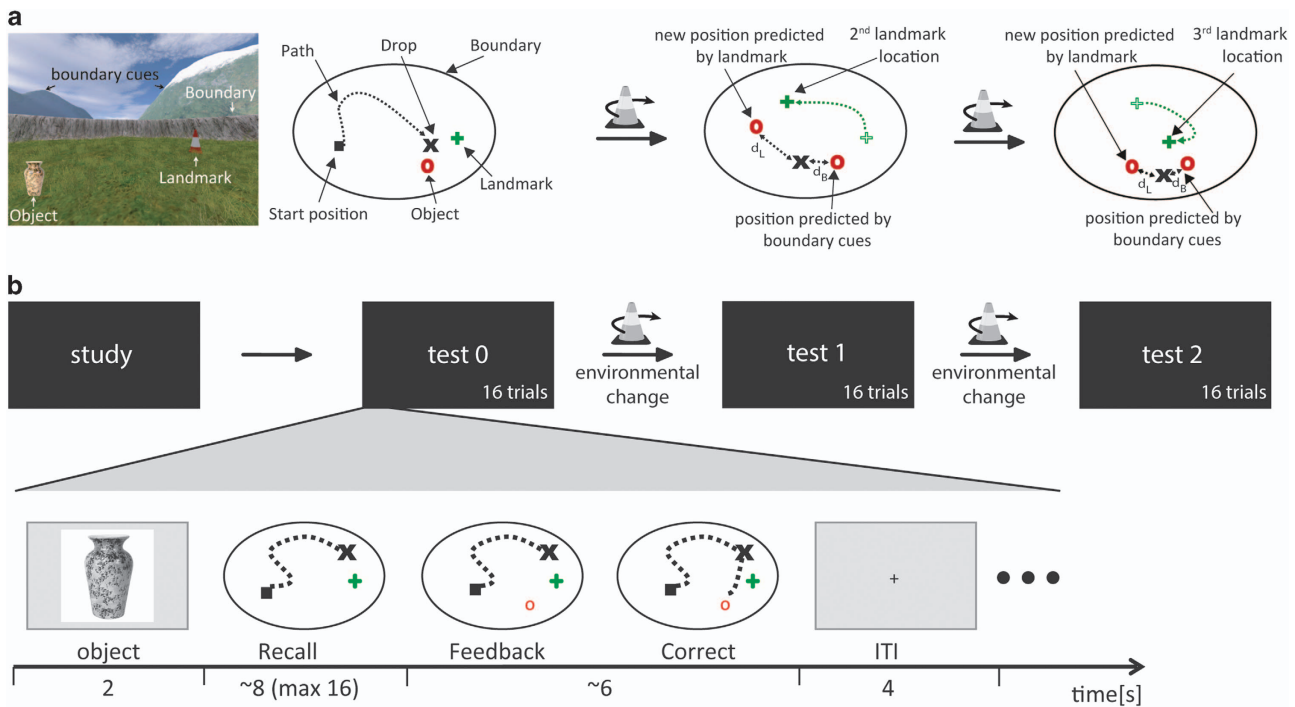 a
boundary cues
Boundary
Landmark
Object
Path
Drop
Boundary
Start position
Object
Landmark
new position predicted
by landmark
2nd landmark
location
dL
dB
position predicted by
boundary cues
new position predicted
by landmark
3rd landmark
location
dL
dB
position predicted by
boundary cues
b
study
test 0
16 trials
environmental
change
test 1
16 trials
environmental
change
test 2
16 trials
object
Recall
Feedback
Correct
ITI
2
~8 (max 16)
~6
4
time[s]